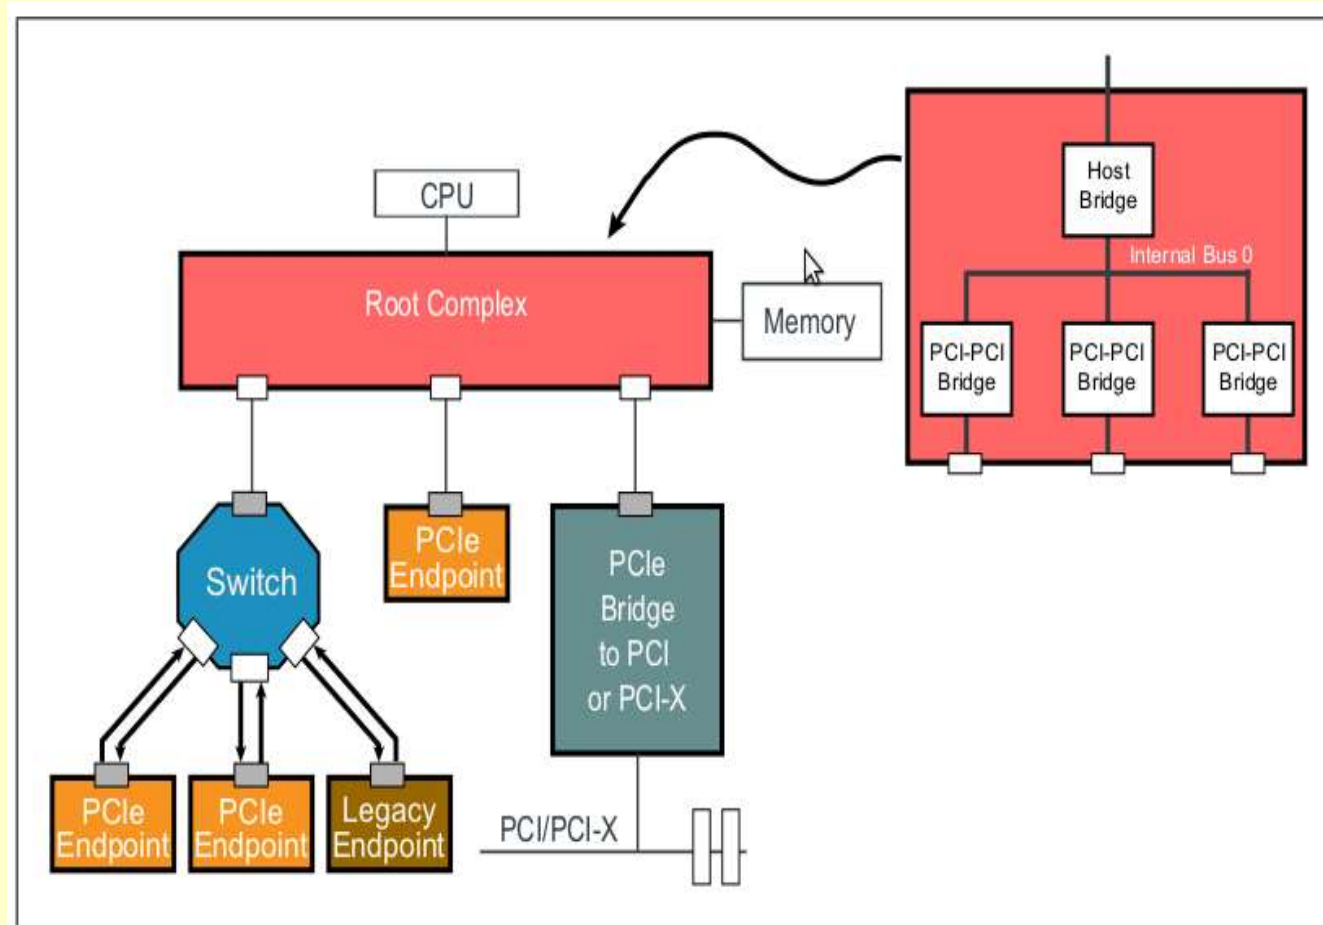 Host
Bridge
CPU
Internal Bus 0
Root Complex
Memory
PCI-PCI
Bridge
PCI-PCI
Bridge
PCI-PCI
Bridge
Switch
PCIe
Endpoint
PCIe
Bridge
to PCI
or PCI-X
PCIe
Endpoint
PCIe
Endpoint
Legacy
Endpoint
PCI/PCI-X